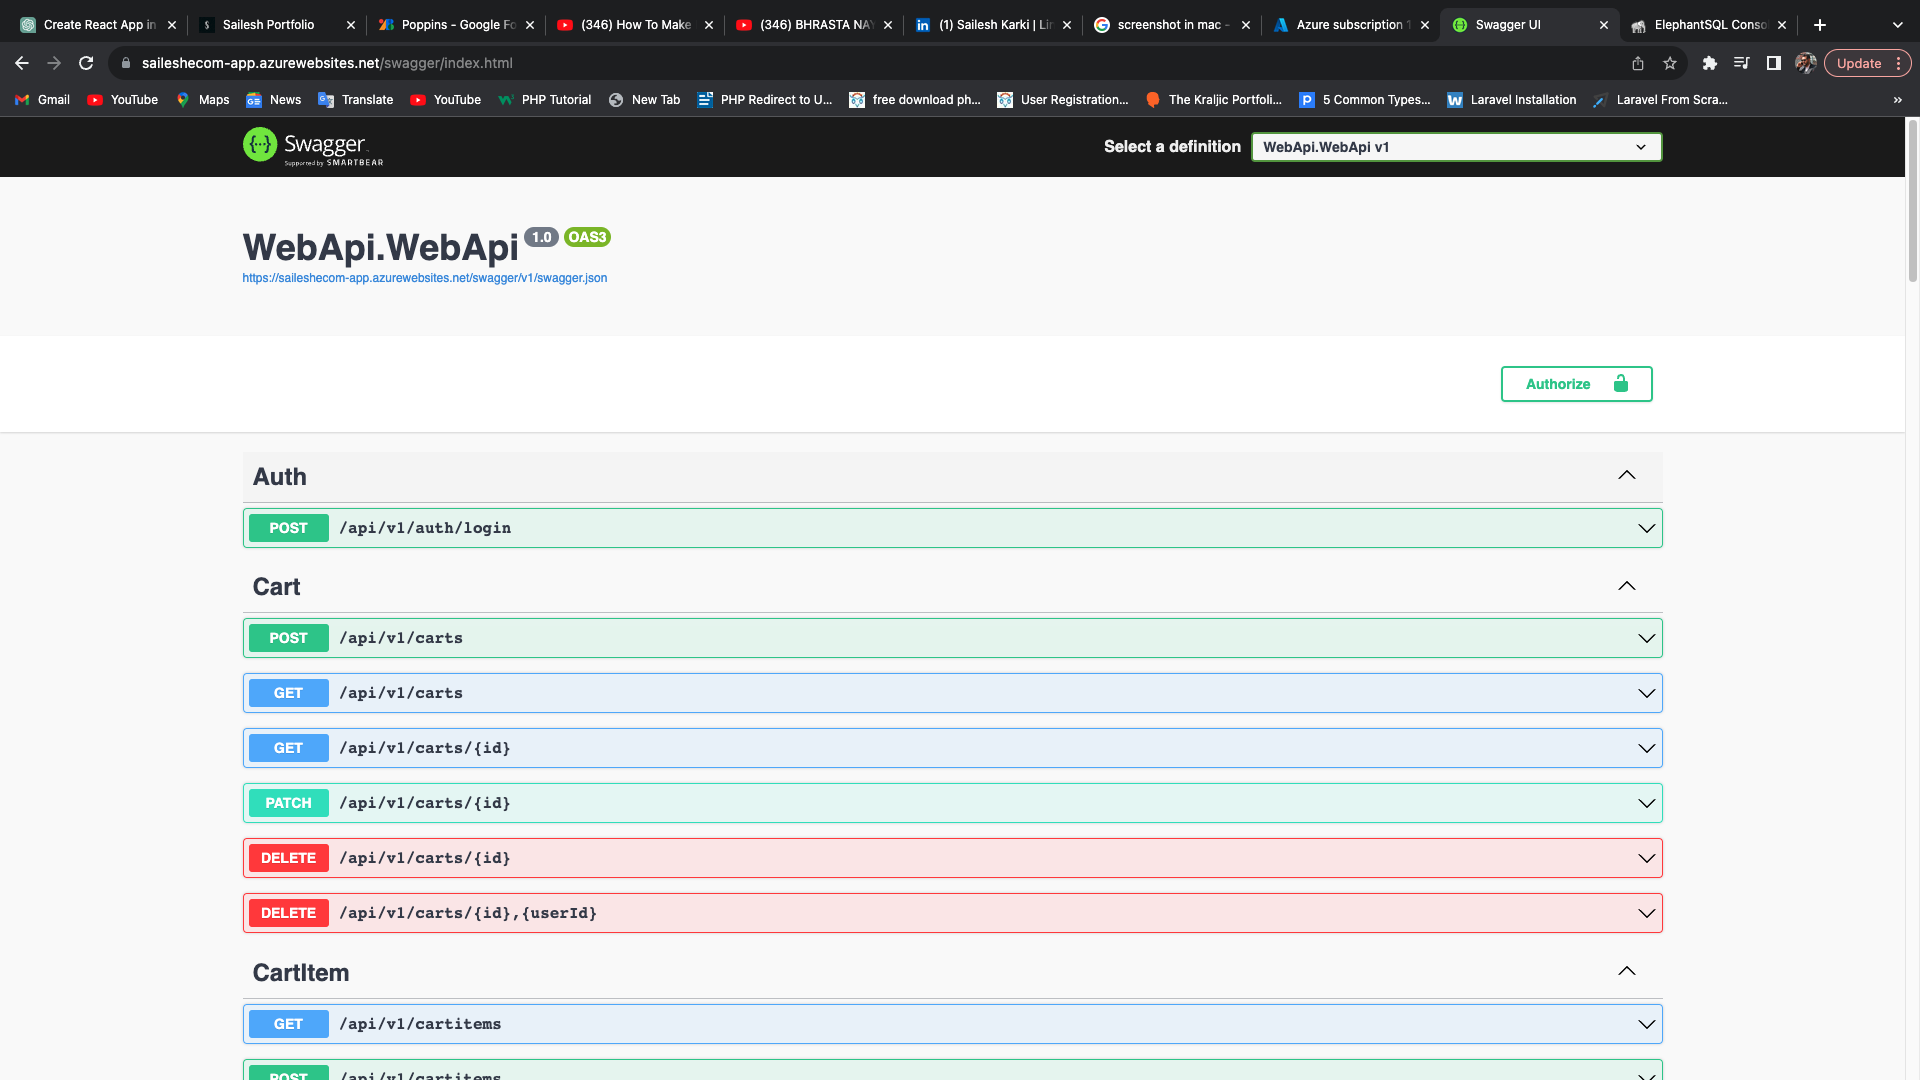 Create React App in
Sailesh Portfolio
Poppins - Google Fo
(346) How To Make
(346) BHRASTA NAY
(1) Sailesh Karki | Lin
screenshot in mac -
Azure subscription 1
Swagger UI
ElephantSQL Conso
saileshecom-app.azurewebsites.net/swagger/index.html
Update
Gmail
YouTube
Maps
News
Translate
YouTube
PHP Tutorial
New Tab
PHP Redirect to U...
free download ph...
User Registration...
The Kraljic Portfoli...
5 Common Types...
Laravel Installation
Laravel From Scra...
Swagger
Supported by SMARTBEAR
Select a definition
WebApi.WebApi v1
WebApi.WebApi 1.0 OAS3
https://saileshecom-app.azurewebsites.net/swagger/v1/swagger.json
Authorize
Auth
POST /api/v1/auth/login
Cart
POST /api/v1/carts
GET /api/v1/carts
GET /api/v1/carts/{id}
PATCH /api/v1/carts/{id}
DELETE /api/v1/carts/{id}
DELETE /api/v1/carts/{id},{userId}
CartItem
GET /api/v1/cartitems
POST /api/v1/cartitems